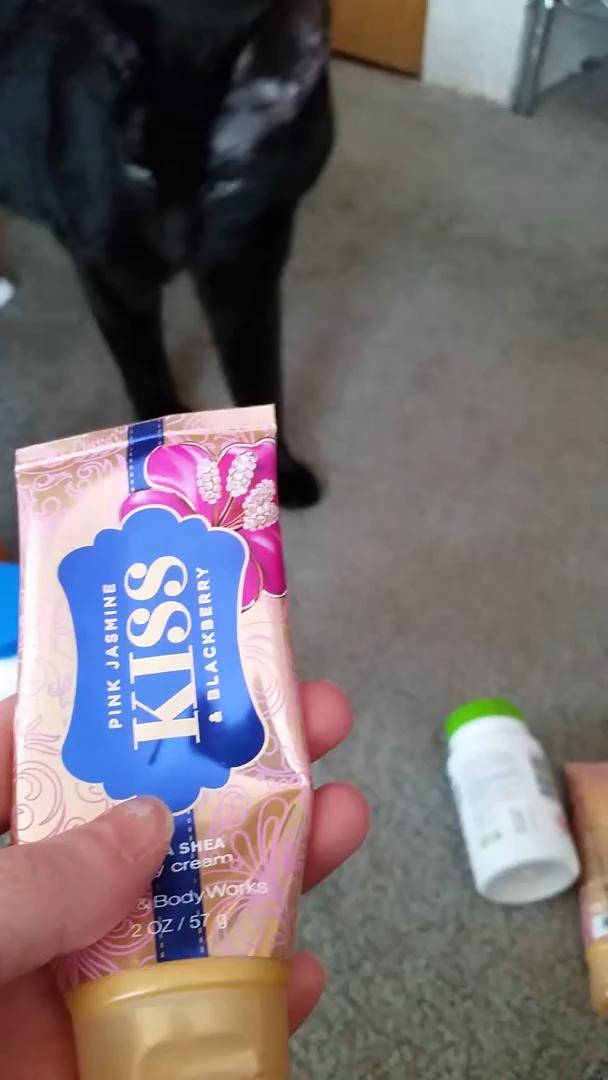 PINK JASMINE
KISS
& BLACKBERRY
A SHEA
y cream
& Body Works
2 OZ / 57 g